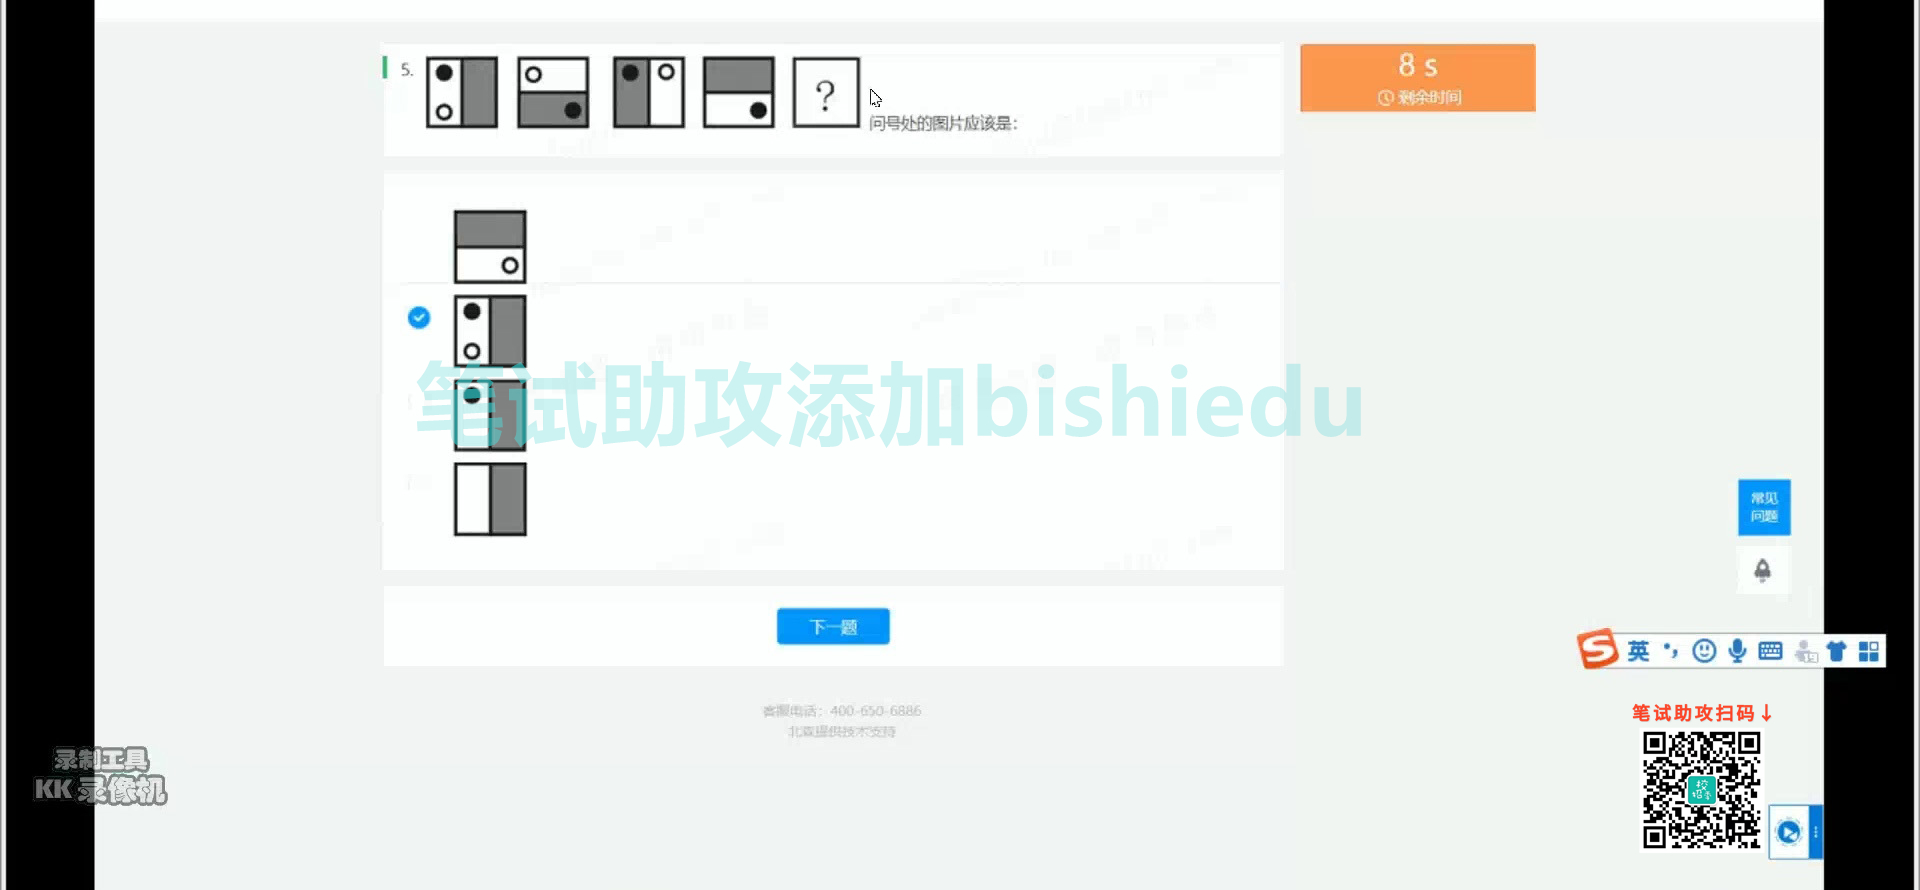 8 s
剩余时间
5.
?
问号处的图片应该是：
笔试助攻添加bishiedu
常见
问题
下一题
英
客服电话：400-650-6886
北森提供技术支持
笔试助攻扫码↓
录制工具
KK 录像机